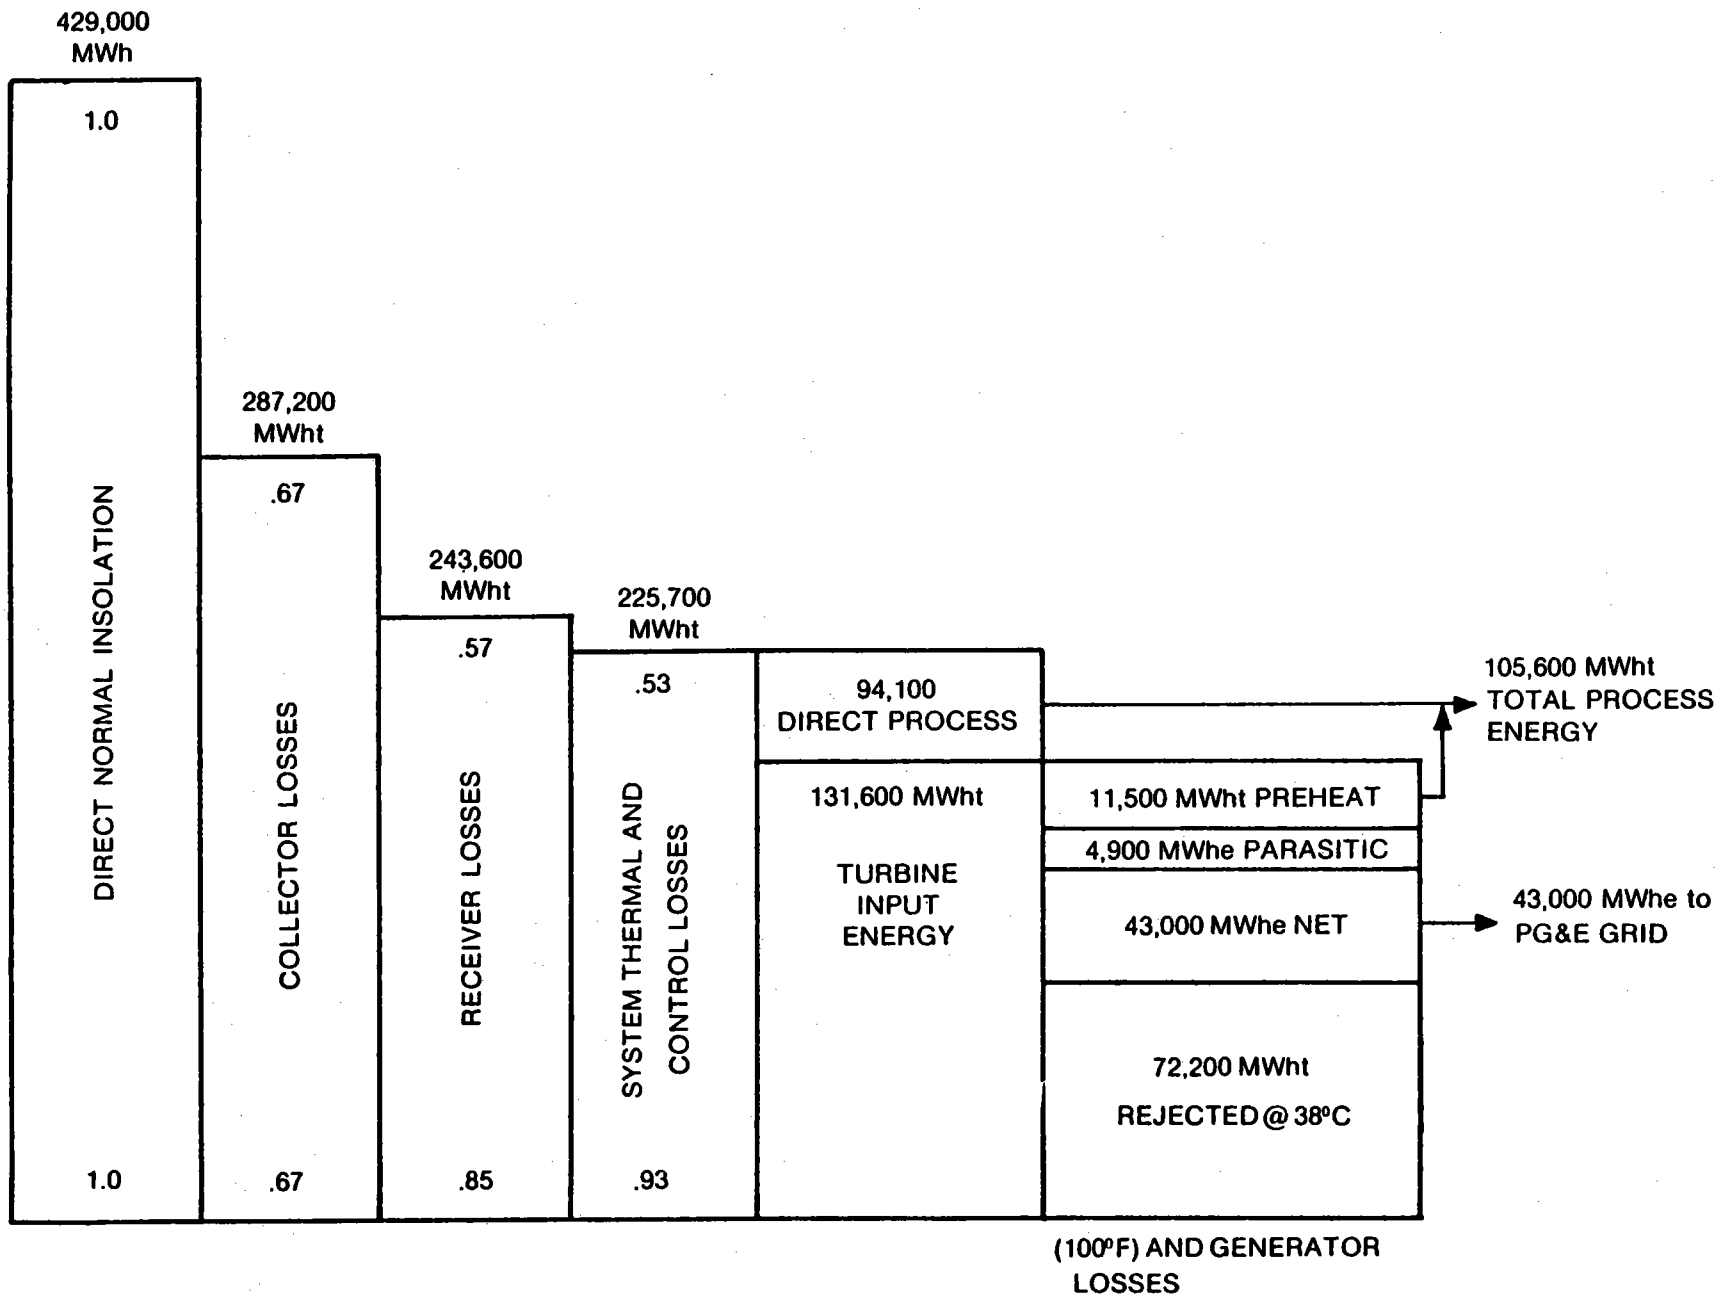 429,000
MWh
1.0
DIRECT NORMAL INSOLATION
1.0
287,200
MWht
.67
COLLECTOR LOSSES
.67
243,600
MWht
.57
RECEIVER LOSSES
.85
225,700
MWht
.53
SYSTEM THERMAL AND
CONTROL LOSSES
.93
94,100
DIRECT PROCESS
131,600 MWht
TURBINE
INPUT
ENERGY
11,500 MWht PREHEAT
4,900 MWhe PARASITIC
43,000 MWhe NET
72,200 MWht
REJECTED @ 38ºC
(100ºF) AND GENERATOR
LOSSES
105,600 MWht
TOTAL PROCESS
ENERGY
43,000 MWhe to
PG&E GRID